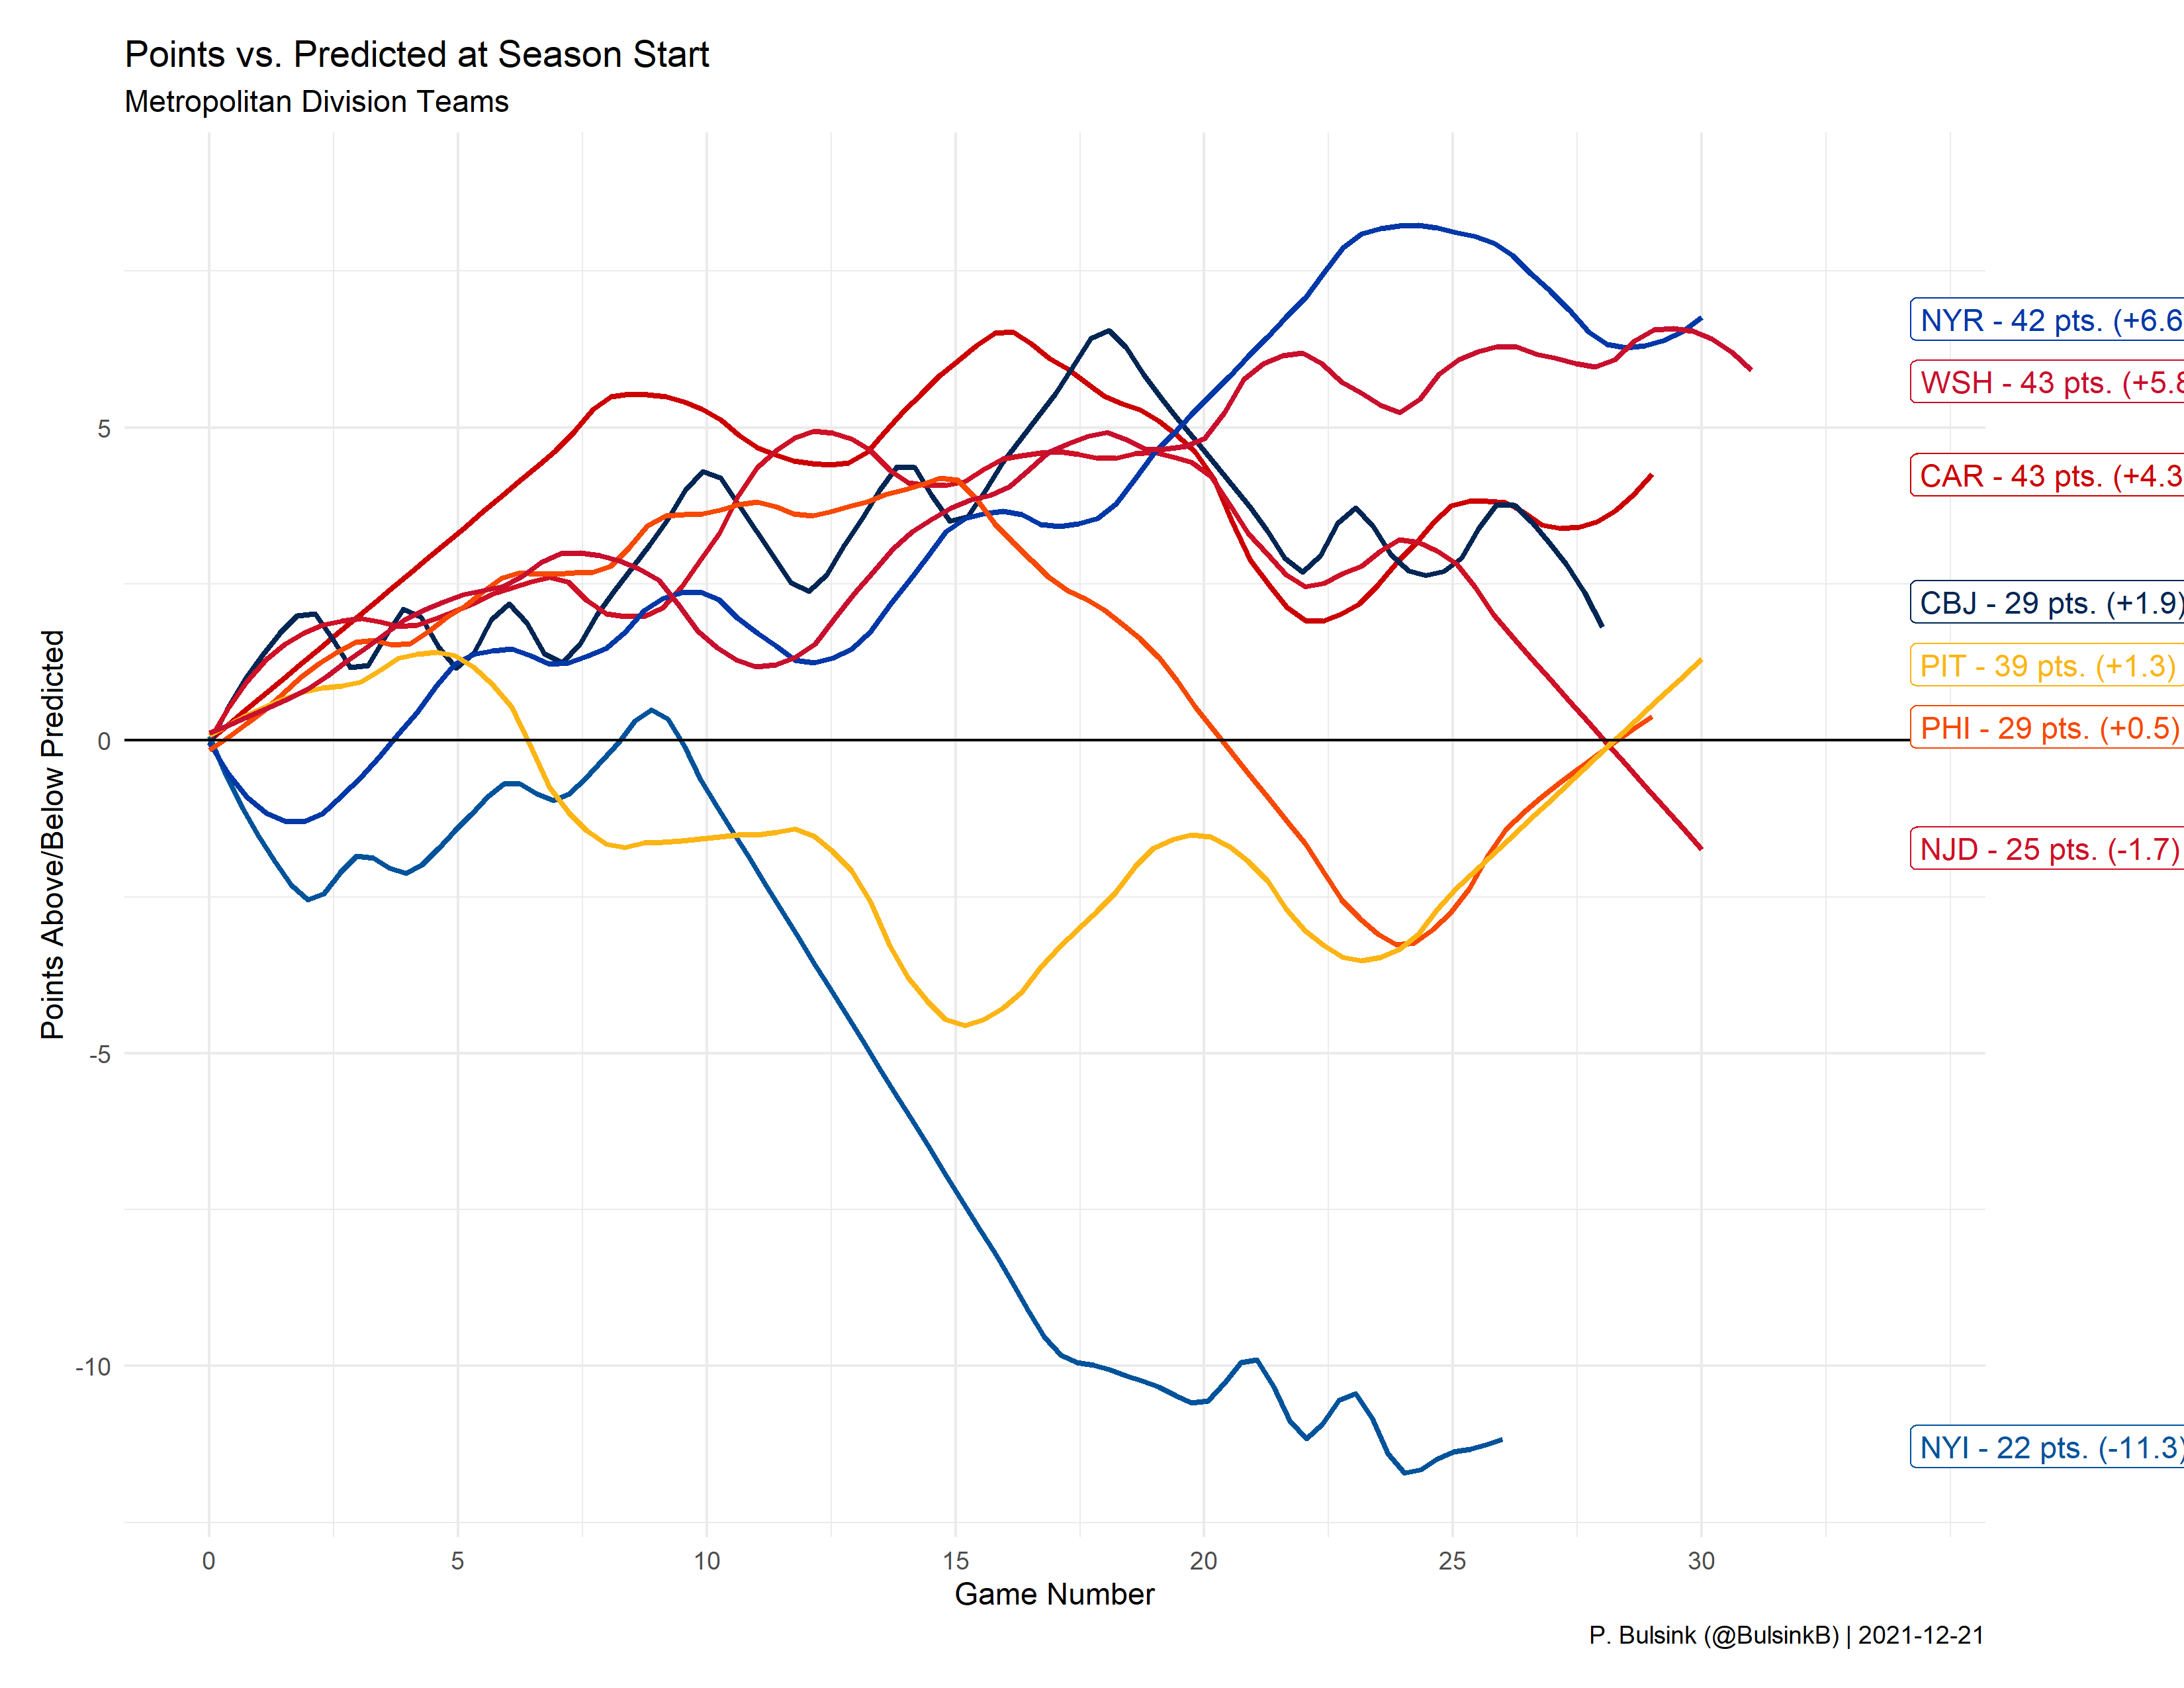 Points vs. Predicted at Season Start
Metropolitan Division Teams
Points Above/Below Predicted
5
0
-5
-10
NYR - 42 pts. (+6.6
WSH - 43 pts. (+5.8
CAR - 43 pts. (+4.3
CBJ - 29 pts. (+1.9)
PIT - 39 pts. (+1.3)
PHI - 29 pts. (+0.5)
NJD - 25 pts. (-1.7)
NYI - 22 pts. (-11.3)
0 5 10 15 20 25 30
Game Number
P. Bulsink (@BulsinkB) | 2021-12-21